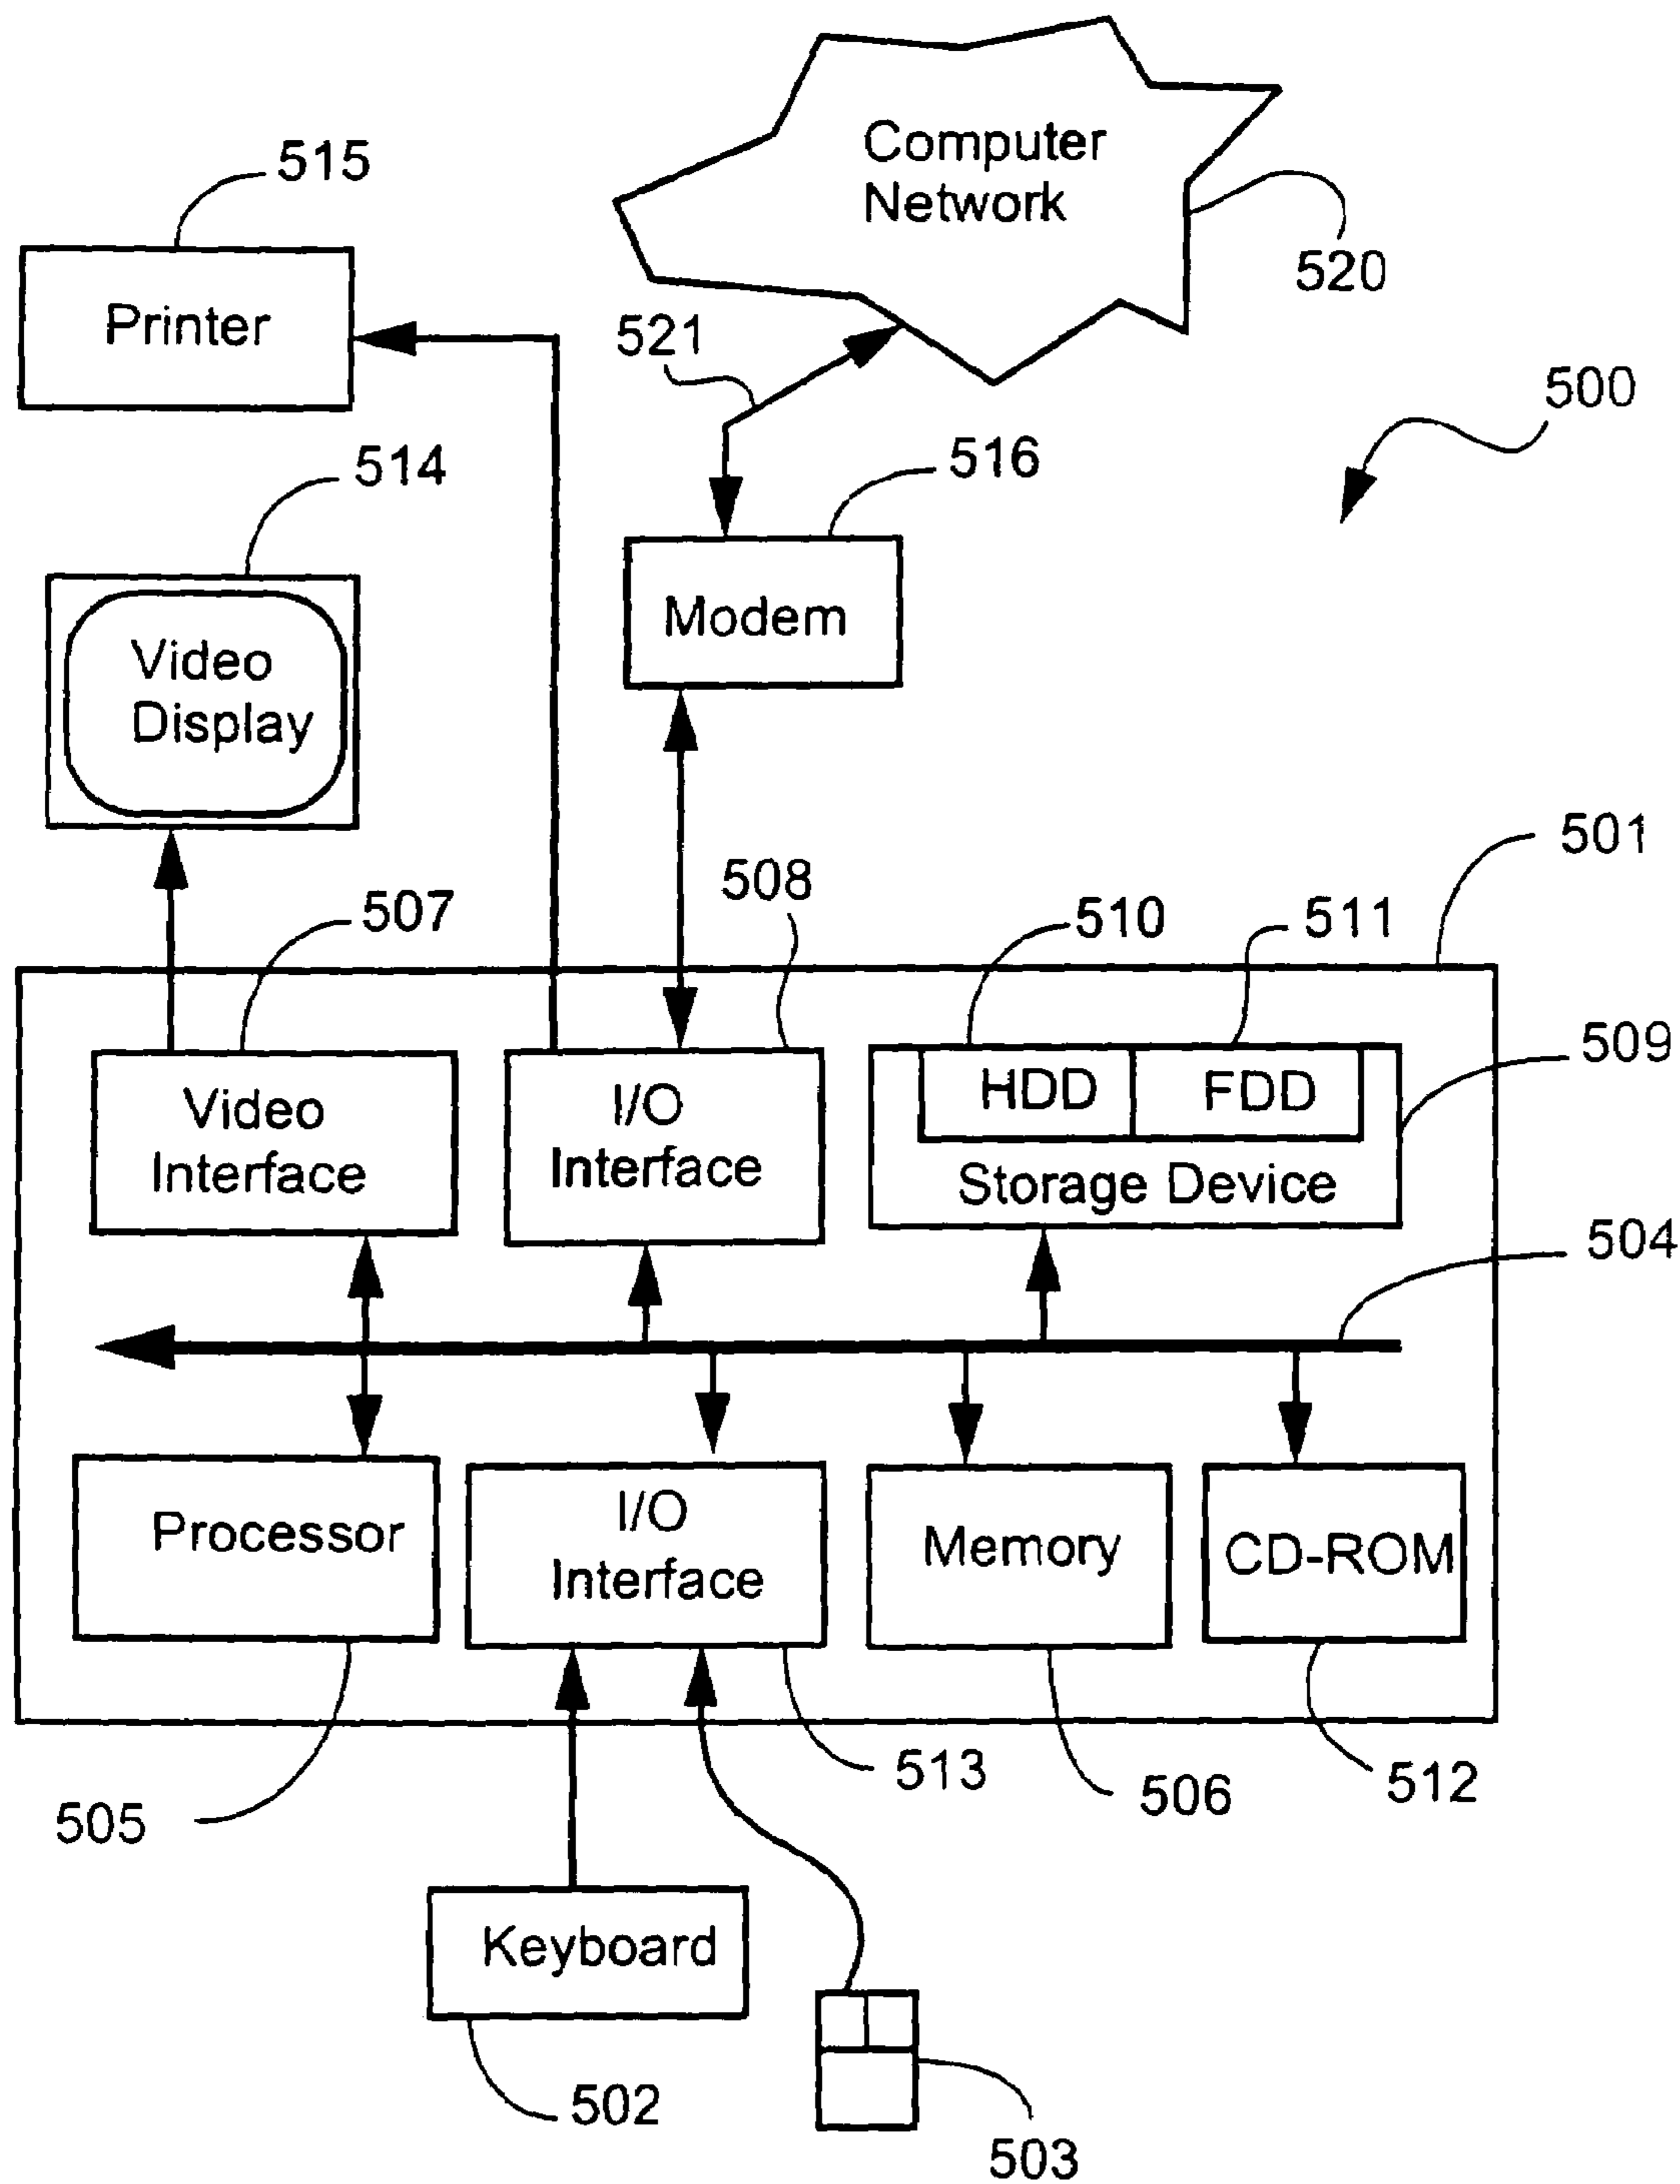 Computer
Network
515
520
Printer
521
500
516
514
Modem
Video
Display
501
508
507
510
511
509
HDD
FDD
I/O
Interface
Video
Interface
Storage Device
504
Processor
I/O
Interface
Memory
CD-ROM
513
506
512
505
Keyboard
502
503